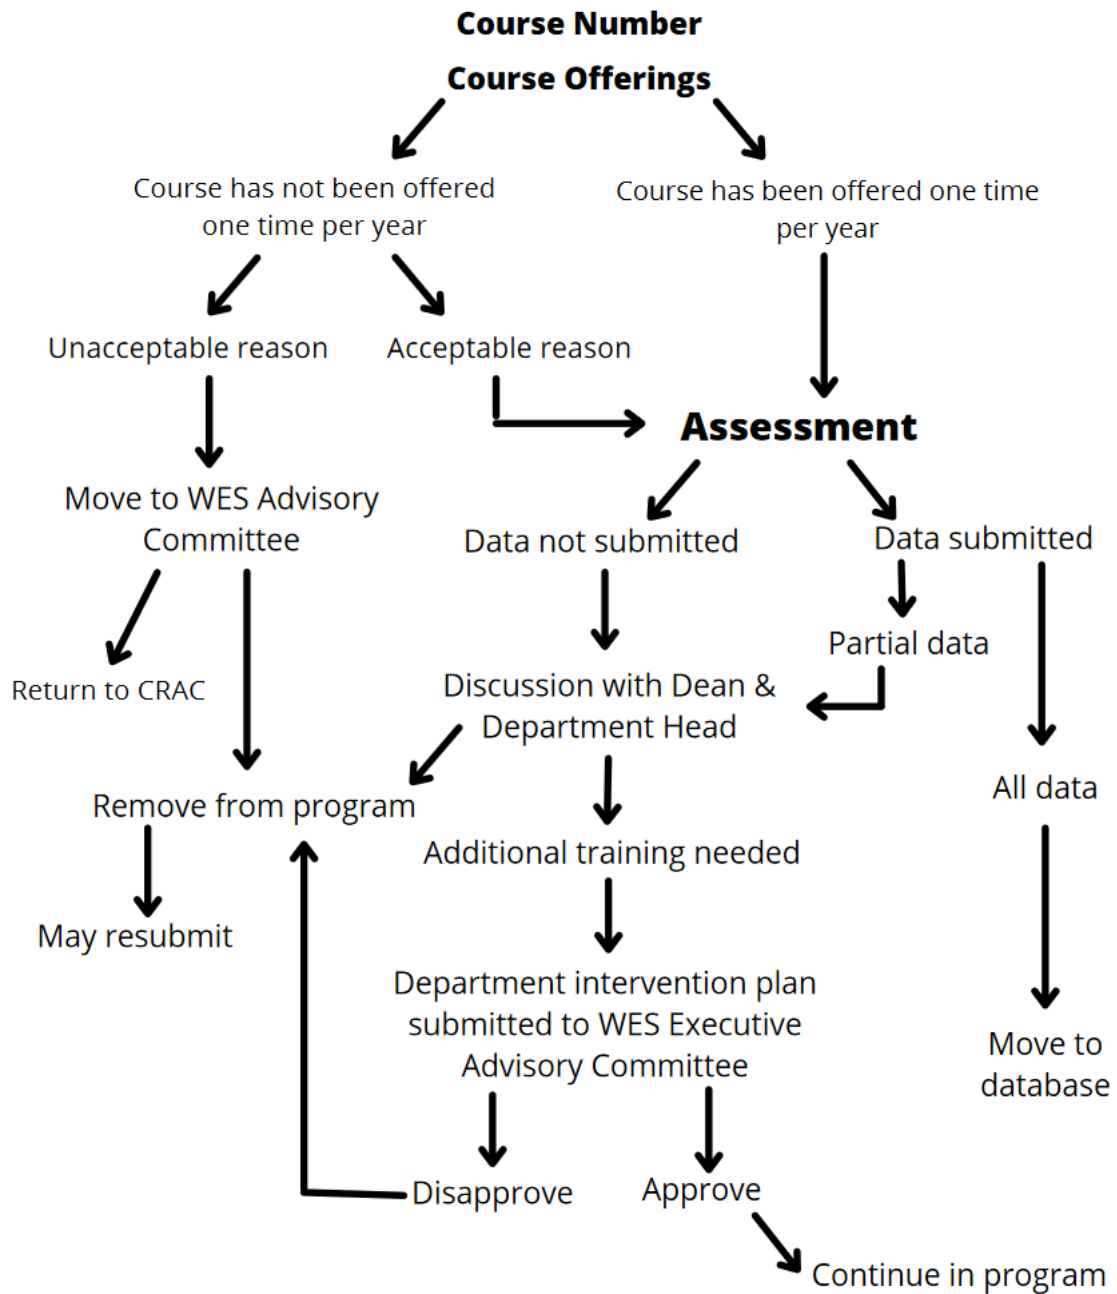 Course Number
Course Offerings
Course has not been offered
one time per year
Course has been offered one time
per year
Unacceptable reason
Acceptable reason
Assessment
Move to WES Advisory
Committee
Data not submitted
Data submitted
Partial data
Return to CRAC
Discussion with Dean &
Department Head
All data
Remove from program
Additional training needed
May resubmit
Department intervention plan
submitted to WES Executive
Advisory Committee
Move to
database
Disapprove
Approve
Continue in program